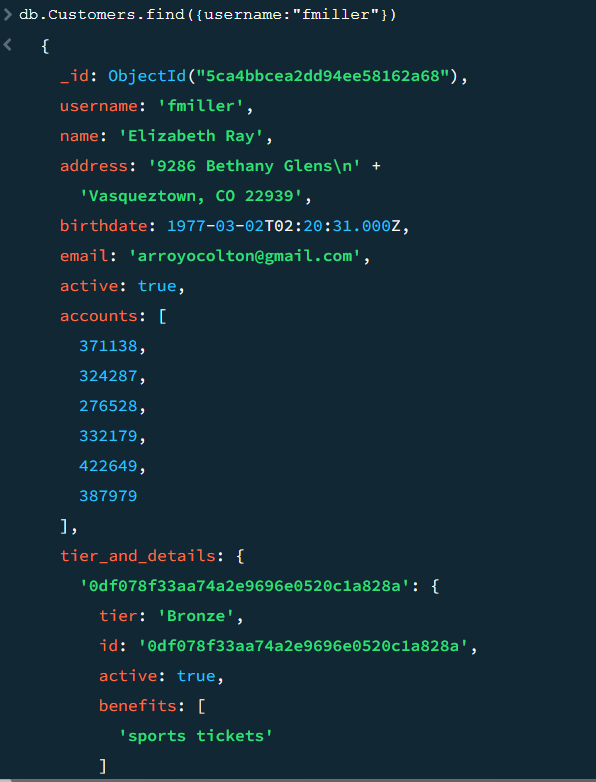 db.Customers.find({username:"fmiller"})
{
_id: ObjectId("5ca4bbcea2dd94ee58162a68"),
username: 'fmiller',
name: 'Elizabeth Ray',
address: '9286 Bethany Glens\n' +
'Vasqueztown, CO 22939',
birthdate: 1977-03-02T02:20:31.000Z,
email: 'arroyocolton@gmail.com',
active: true,
accounts: [
371138,
324287,
276528,
332179,
422649,
387979
],
tier_and_details: {
'0df078f33aa74a2e9696e0520c1a828a': {
tier: 'Bronze',
id: '0df078f33aa74a2e9696e0520c1a828a',
active: true,
benefits: [
'sports tickets'
]